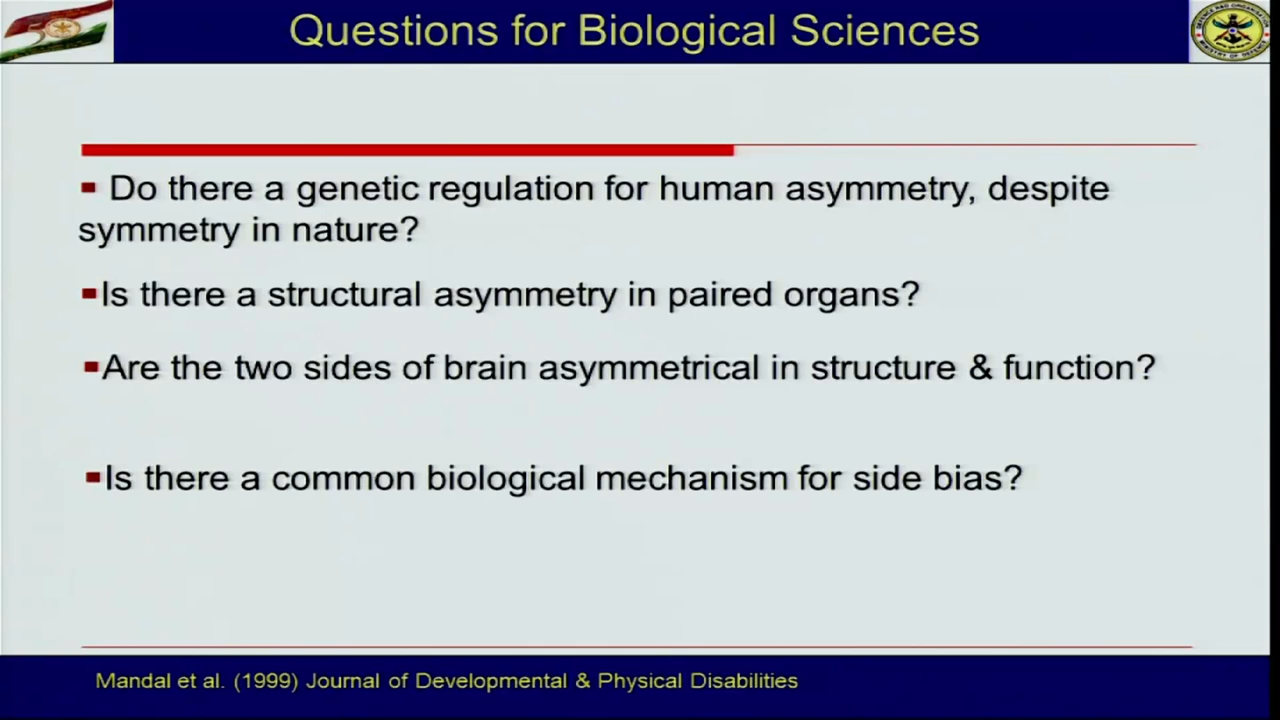 Questions for Biological Sciences
▪ Do there a genetic regulation for human asymmetry, despite
symmetry in nature?
▪Is there a structural asymmetry in paired organs?
▪Are the two sides of brain asymmetrical in structure & function?
▪Is there a common biological mechanism for side bias?
Mandal et al. (1999) Journal of Developmental & Physical Disabilities